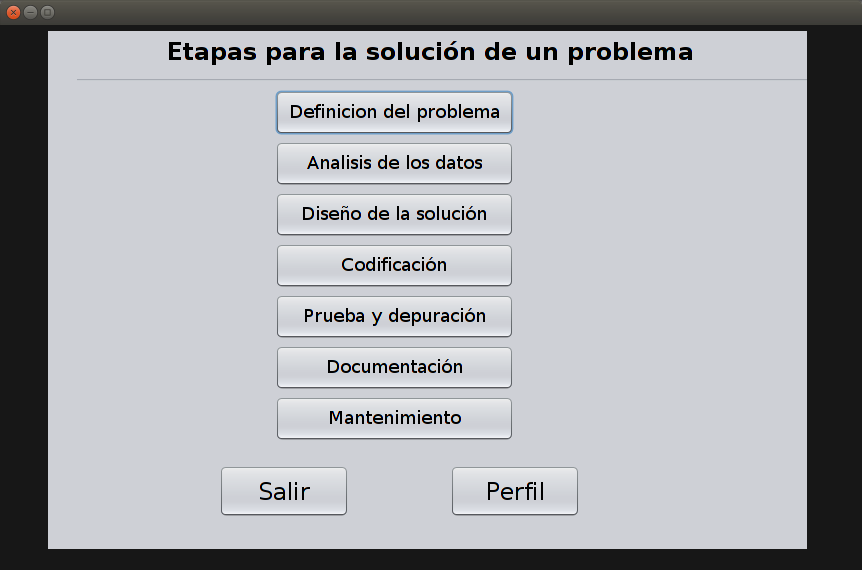 Etapas para la solución de un problema
Definicion del problema
Analisis de los datos
Diseño de la solución
Codificación
Prueba y depuración
Documentación
Mantenimiento
Salir
Perfil